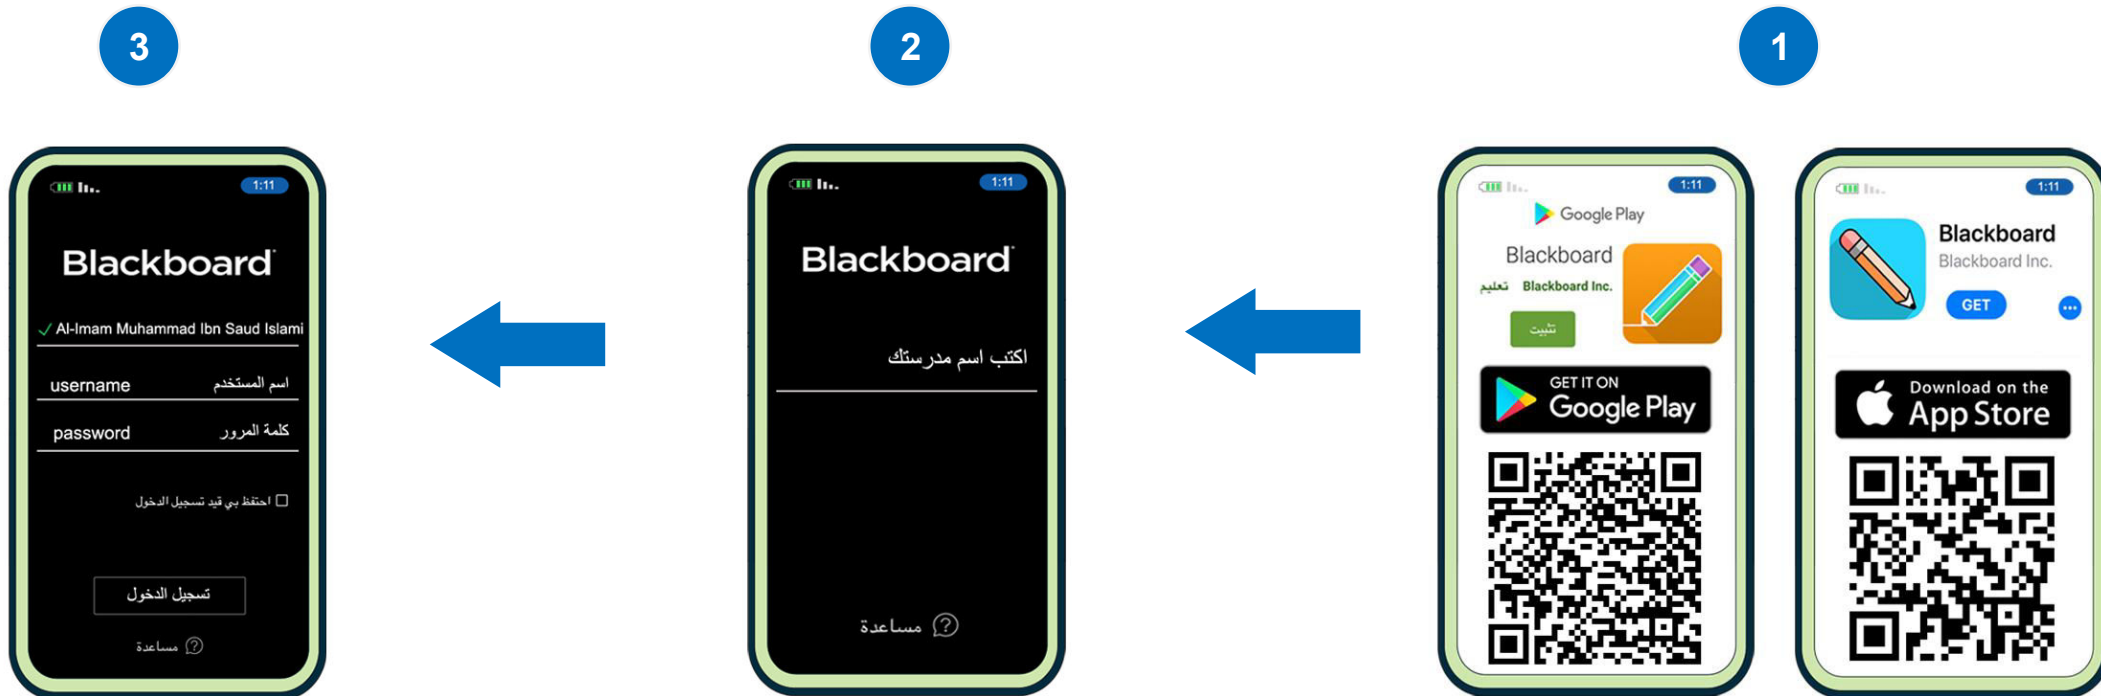 1
1:11
Google Play
Blackboard
Blackboard Inc. تعليم
تثبيت
GET IT ON
Google Play
1:11
Blackboard
Blackboard Inc.
GET
Download on the
App Store
2
1:11
Blackboard
اكتب اسم مدرستك
مساعدة
3
1:11
Blackboard
Al-Imam Muhammad Ibn Saud Islami
اسم المستخدم username
كلمة المرور password
احتفظ بي قيد تسجيل الدخول
تسجيل الدخول
مساعدة